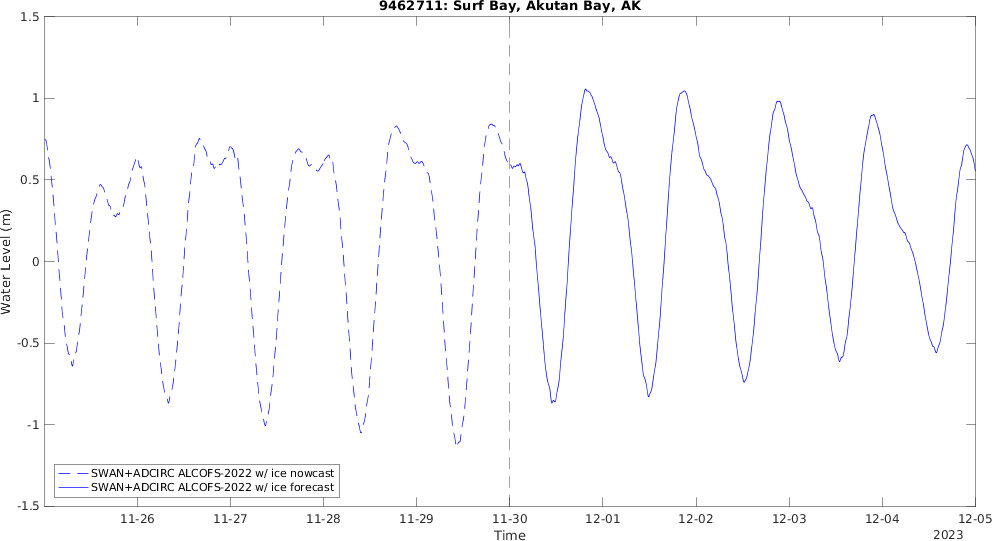 9462711: Surf Bay, Akutan Bay, AK
1.5
1
0.5
0
-0.5
-1
-1.5
Water Level (m)
SWAN+ADCIRC ALCOFS-2022 w/ ice nowcast
SWAN+ADCIRC ALCOFS-2022 w/ ice forecast
11-26 11-27 11-28 11-29 11-30 12-01 12-02 12-03 12-04 12-05
Time
2023